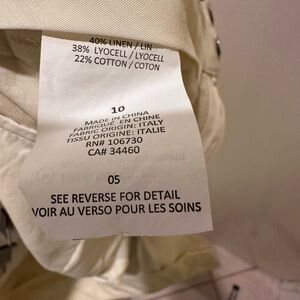 40% LINEN / LIN
38% LYOCELL / LYOCELL
22% COTTON / COTON
10
MADE IN CHINA
FABRIQUE EN CHINE
FABRIC ORIGIN: ITALY
TISSU ORIGINE: ITALIE
RN# 106730
CA# 34460
05
SEE REVERSE FOR DETAIL
VOIR AU VERSO POUR LES SOINS